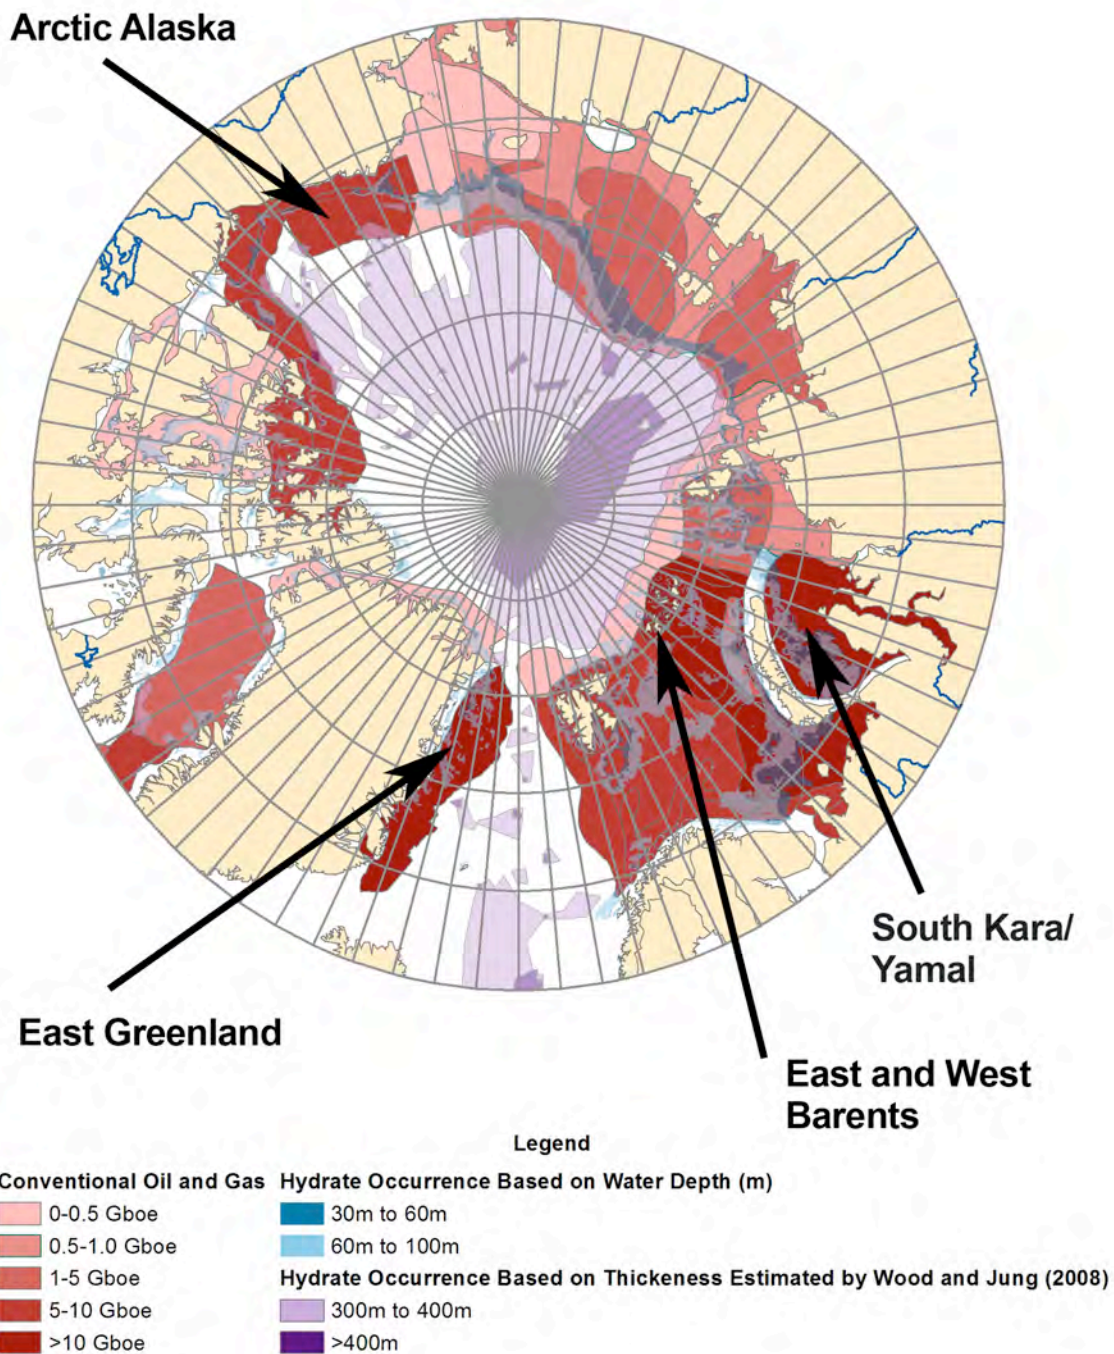 Arctic Alaska
South Kara/
Yamal
East Greenland
East and West
Barents
Legend
Conventional Oil and Gas
0-0.5 Gboe
0.5-1.0 Gboe
1-5 Gboe
5-10 Gboe
>10 Gboe
Hydrate Occurrence Based on Water Depth (m)
30m to 60m
60m to 100m
Hydrate Occurrence Based on Thickeness Estimated by Wood and Jung (2008)
300m to 400m
>400m